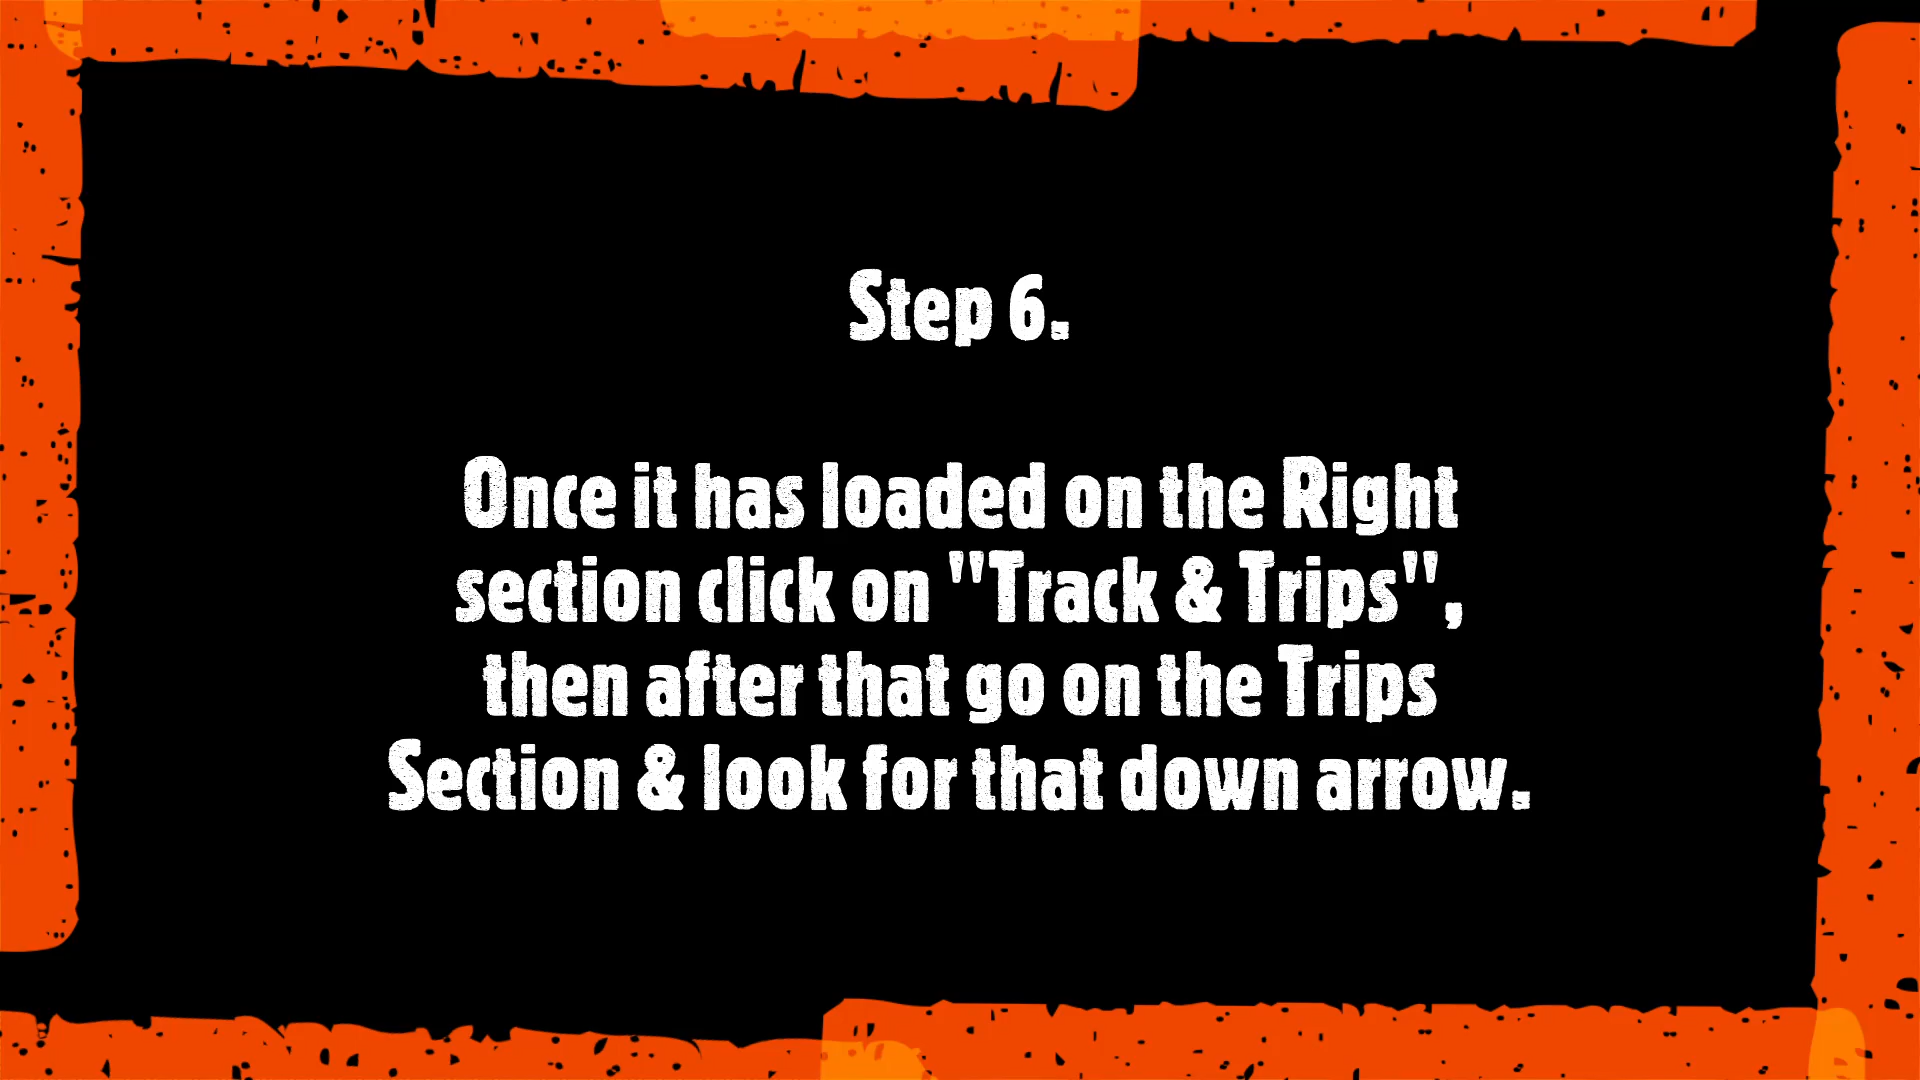 Step 6.
Once it has loaded on the Right
section click on "Track & Trips",
then after that go on the Trips
Section & look for that down arrow.